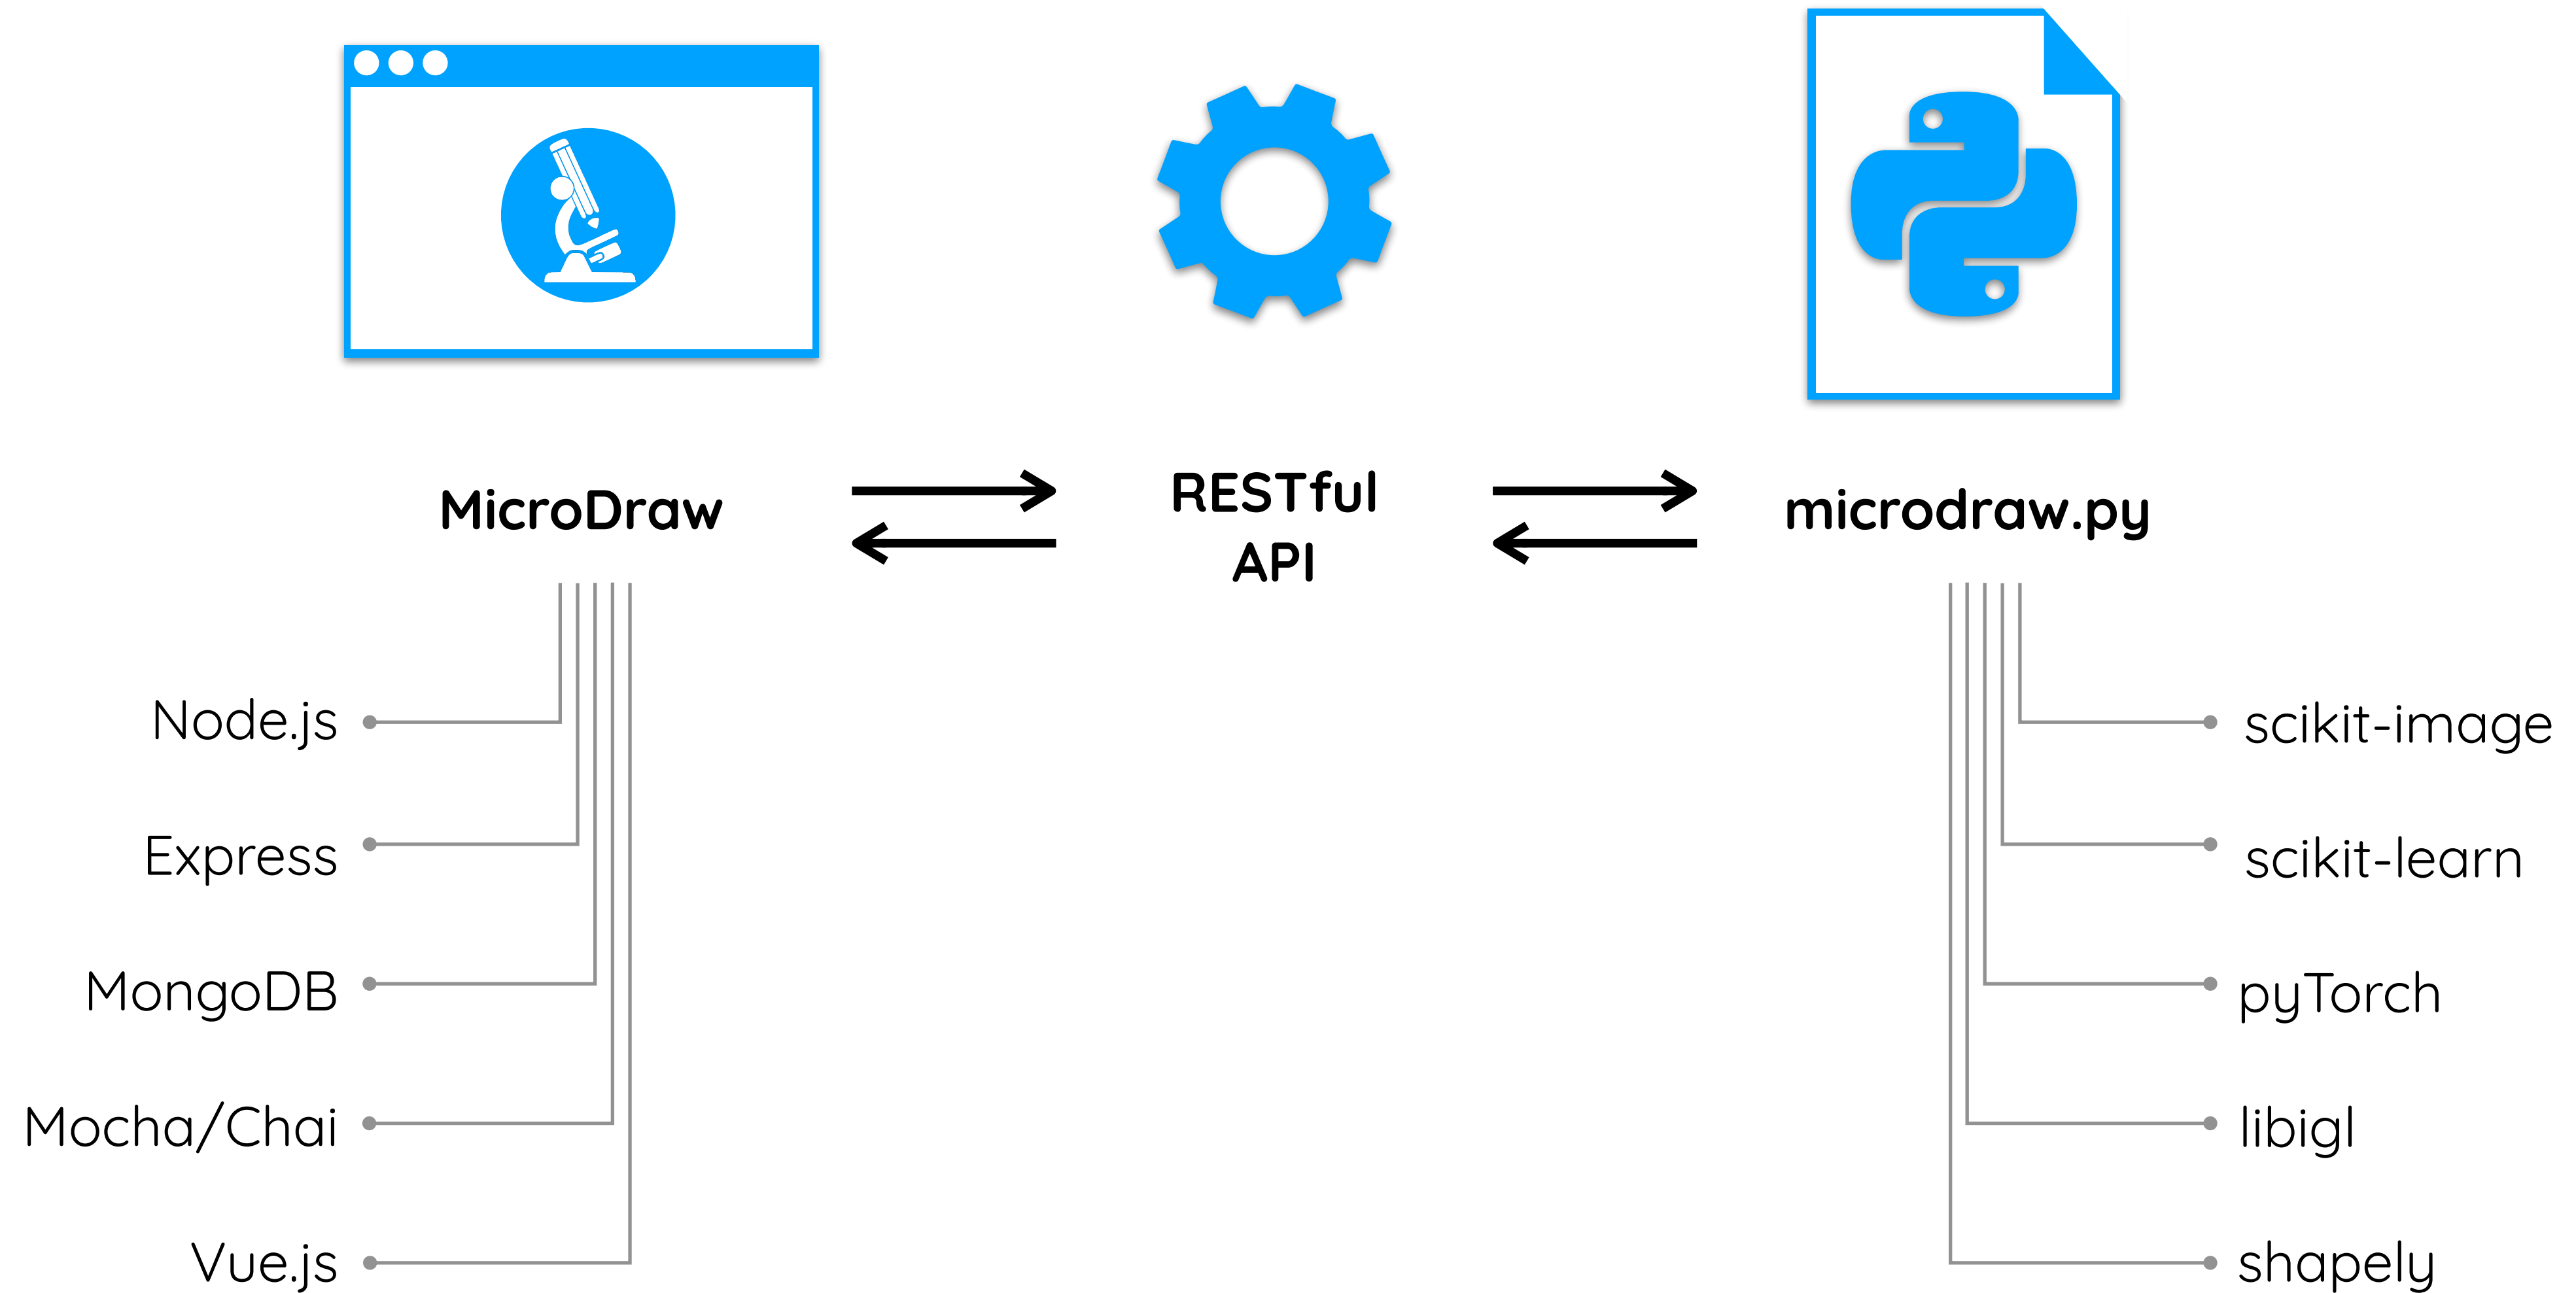 MicroDraw
RESTful
API
microdraw.py
Node.js
Express
MongoDB
Mocha/Chai
Vue.js
scikit-image
scikit-learn
pyTorch
libigl
shapely